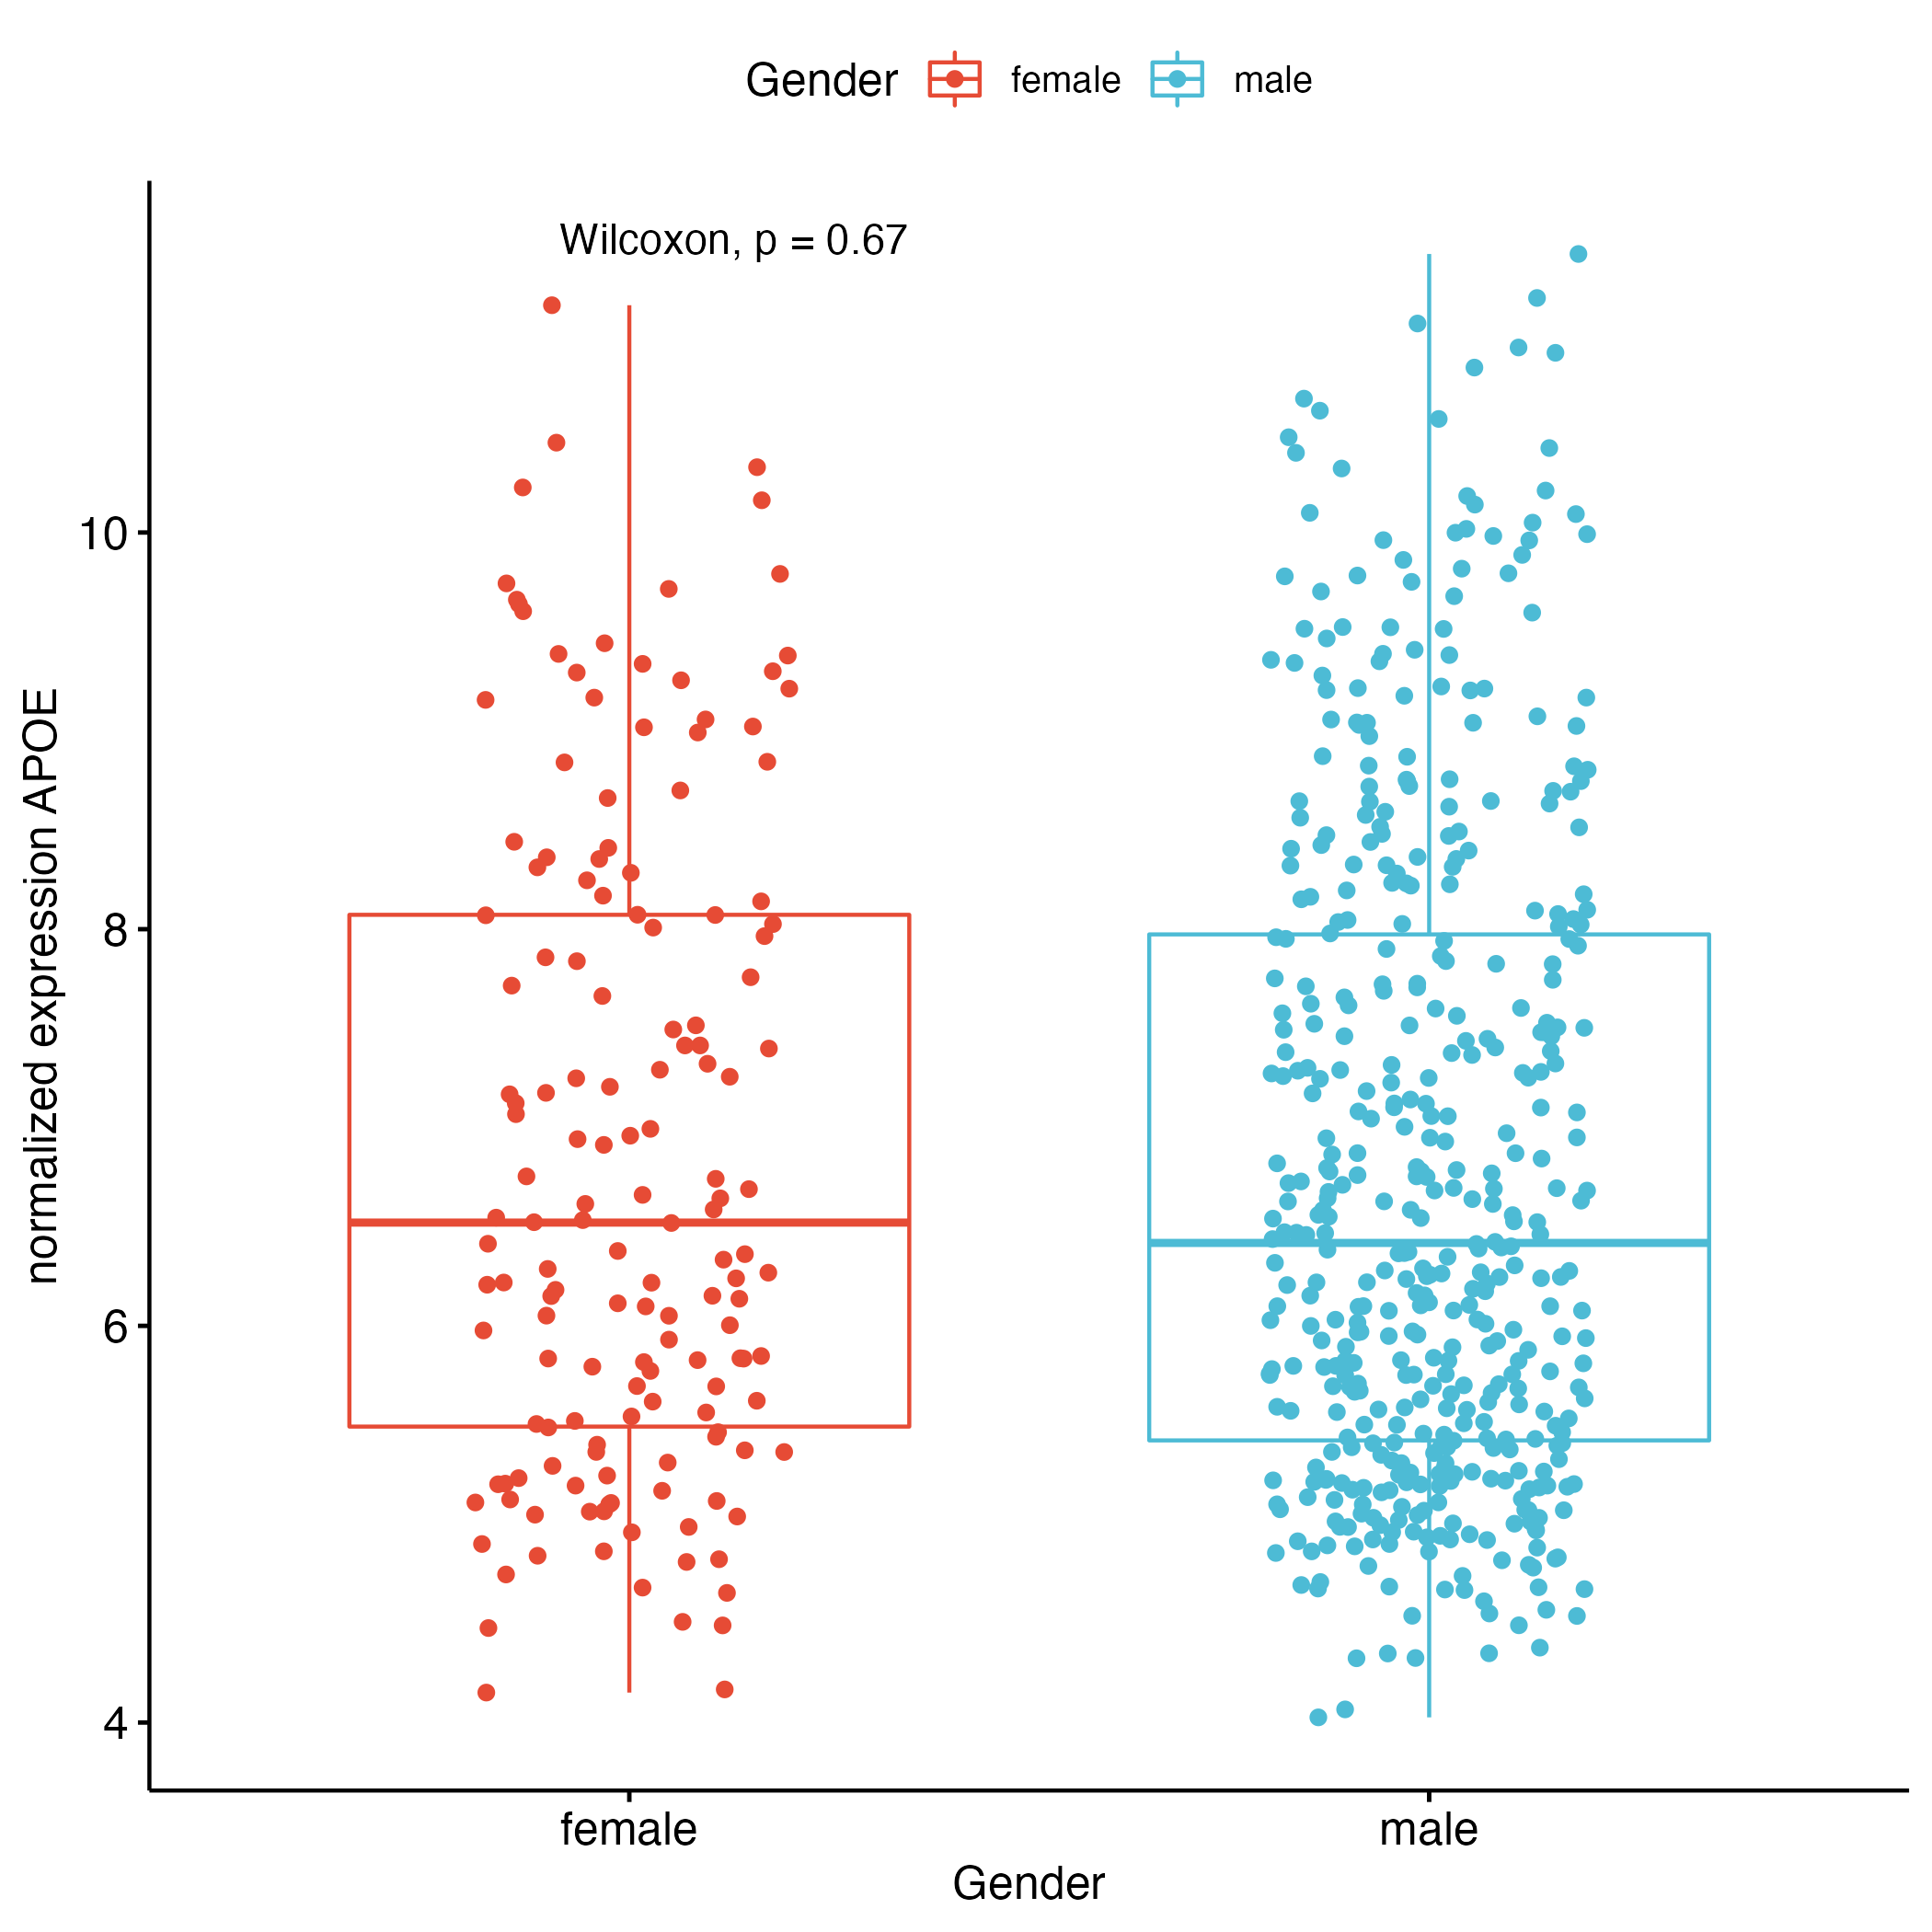 Gender female male
Wilcoxon, p = 0.67
normalized expression APOE
10
8
6
4
female male
Gender